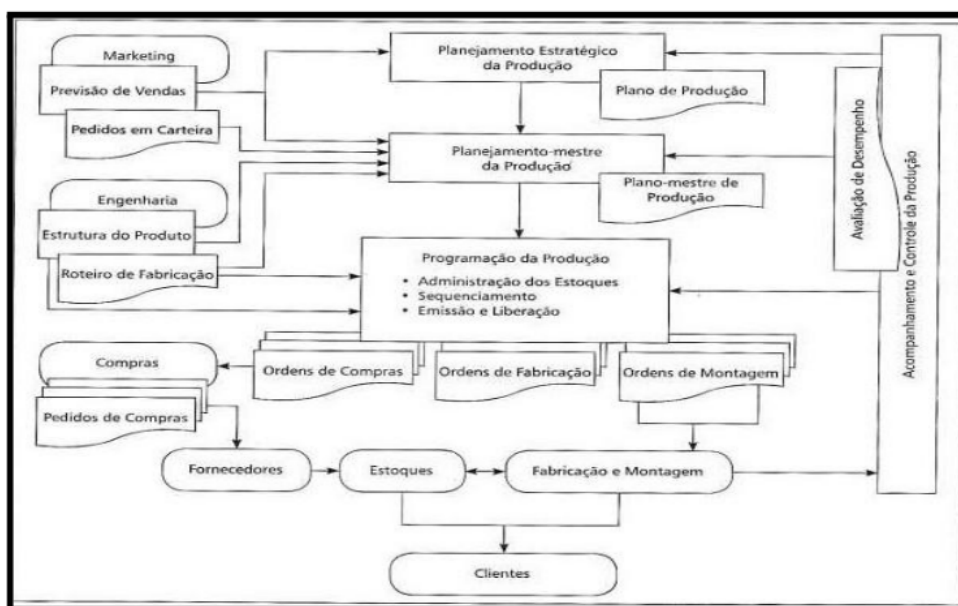 Marketing
Previsão de Vendas
Pedidos em Carteira
Planejamento Estratégico
da Produção
Plano de Produção
Planejamento-mestre
da Produção
Plano-mestre de
Produção
Engenharia
Estrutura do Produto
Roteiro de Fabricação
Programação da Produção
• Administração dos Estoques
• Sequenciamento
• Emissão e Liberação
Avaliação de Desempenho
Acompanhamento e Controle da Produção
Compras
Pedidos de Compras
Ordens de Compras
Ordens de Fabricação
Ordens de Montagem
Fornecedores
Estoques
Fabricação e Montagem
Clientes